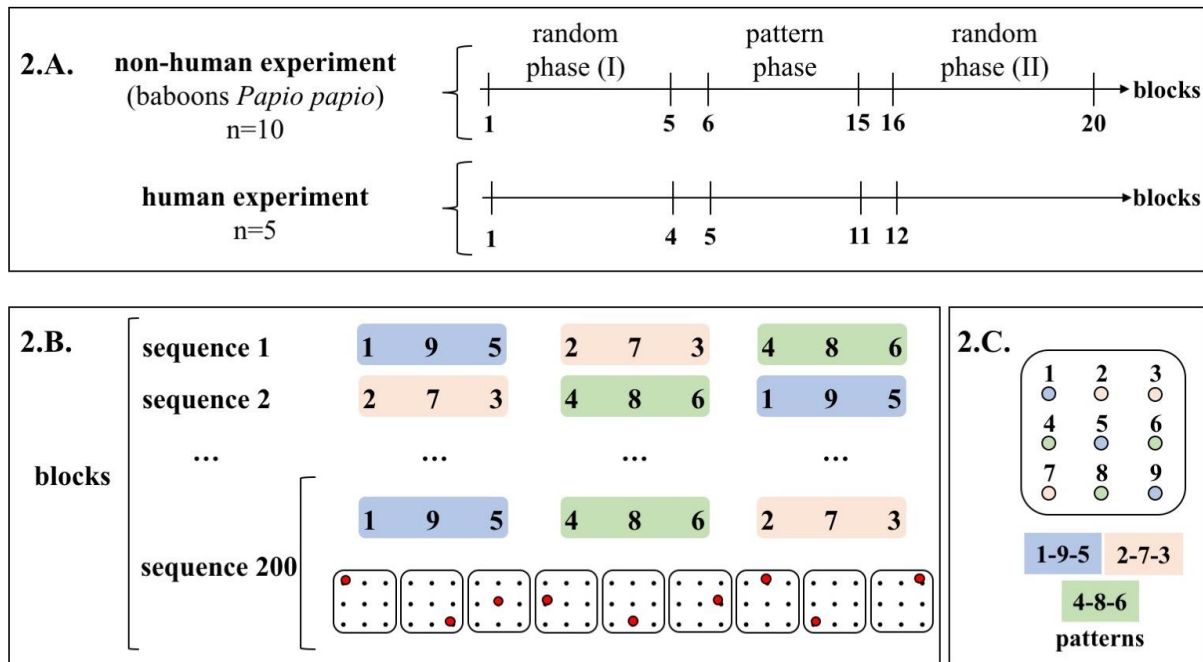 2.A.
non-human experiment
(baboons Papio papio)
n=10
random
phase (I)
pattern
phase
random
phase (II)
blocks
1 5 6 15 16 20
human experiment
n=5
blocks
1 4 5 11 12
2.B.
blocks
sequence 1 1 9 5 2 7 3 4 8 6
sequence 2 2 7 3 4 8 6 1 9 5
... ... ... ...
1 9 5 4 8 6 2 7 3
sequence 200
2.C.
1 2 3
4 5 6
7 8 9
1-9-5 2-7-3
4-8-6
patterns